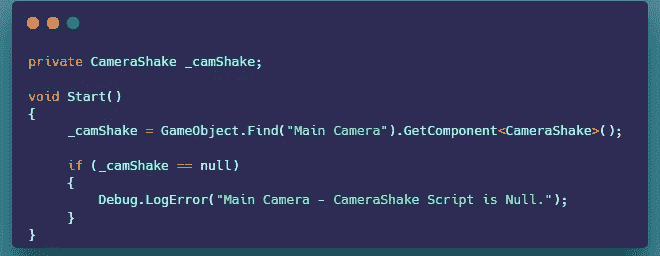 private CameraShake _camShake;
void Start()
{
_camShake = GameObject.Find("Main Camera").GetComponent<CameraShake>();
if (_camShake == null)
{
Debug.LogError("Main Camera - CameraShake Script is Null.");
}
}